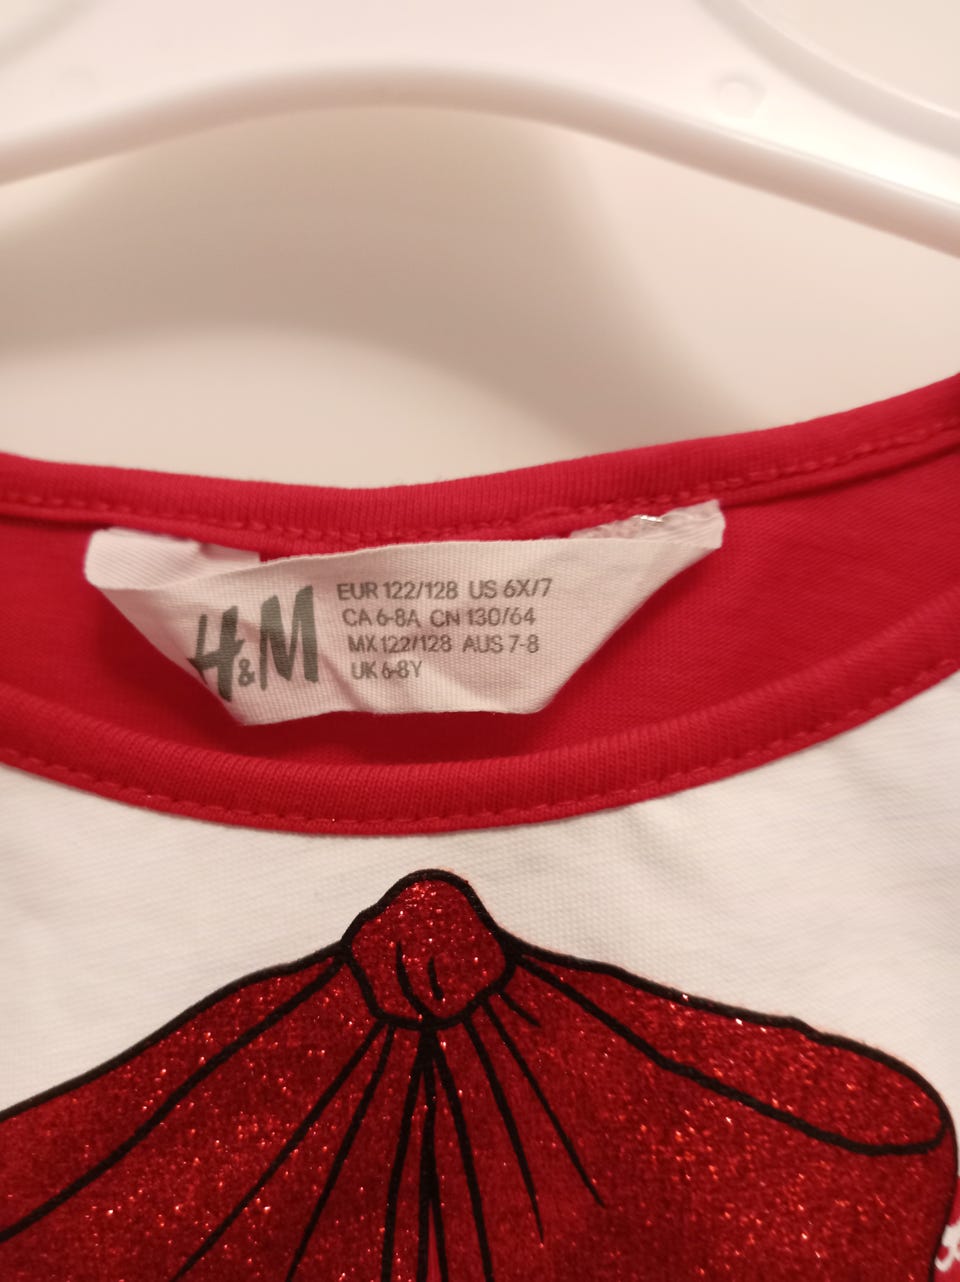 H&M
EUR 122/128 US 6X/7
CA 6-8A CN 130/64
MX 122/128 AUS 7-8
UK 6-8Y